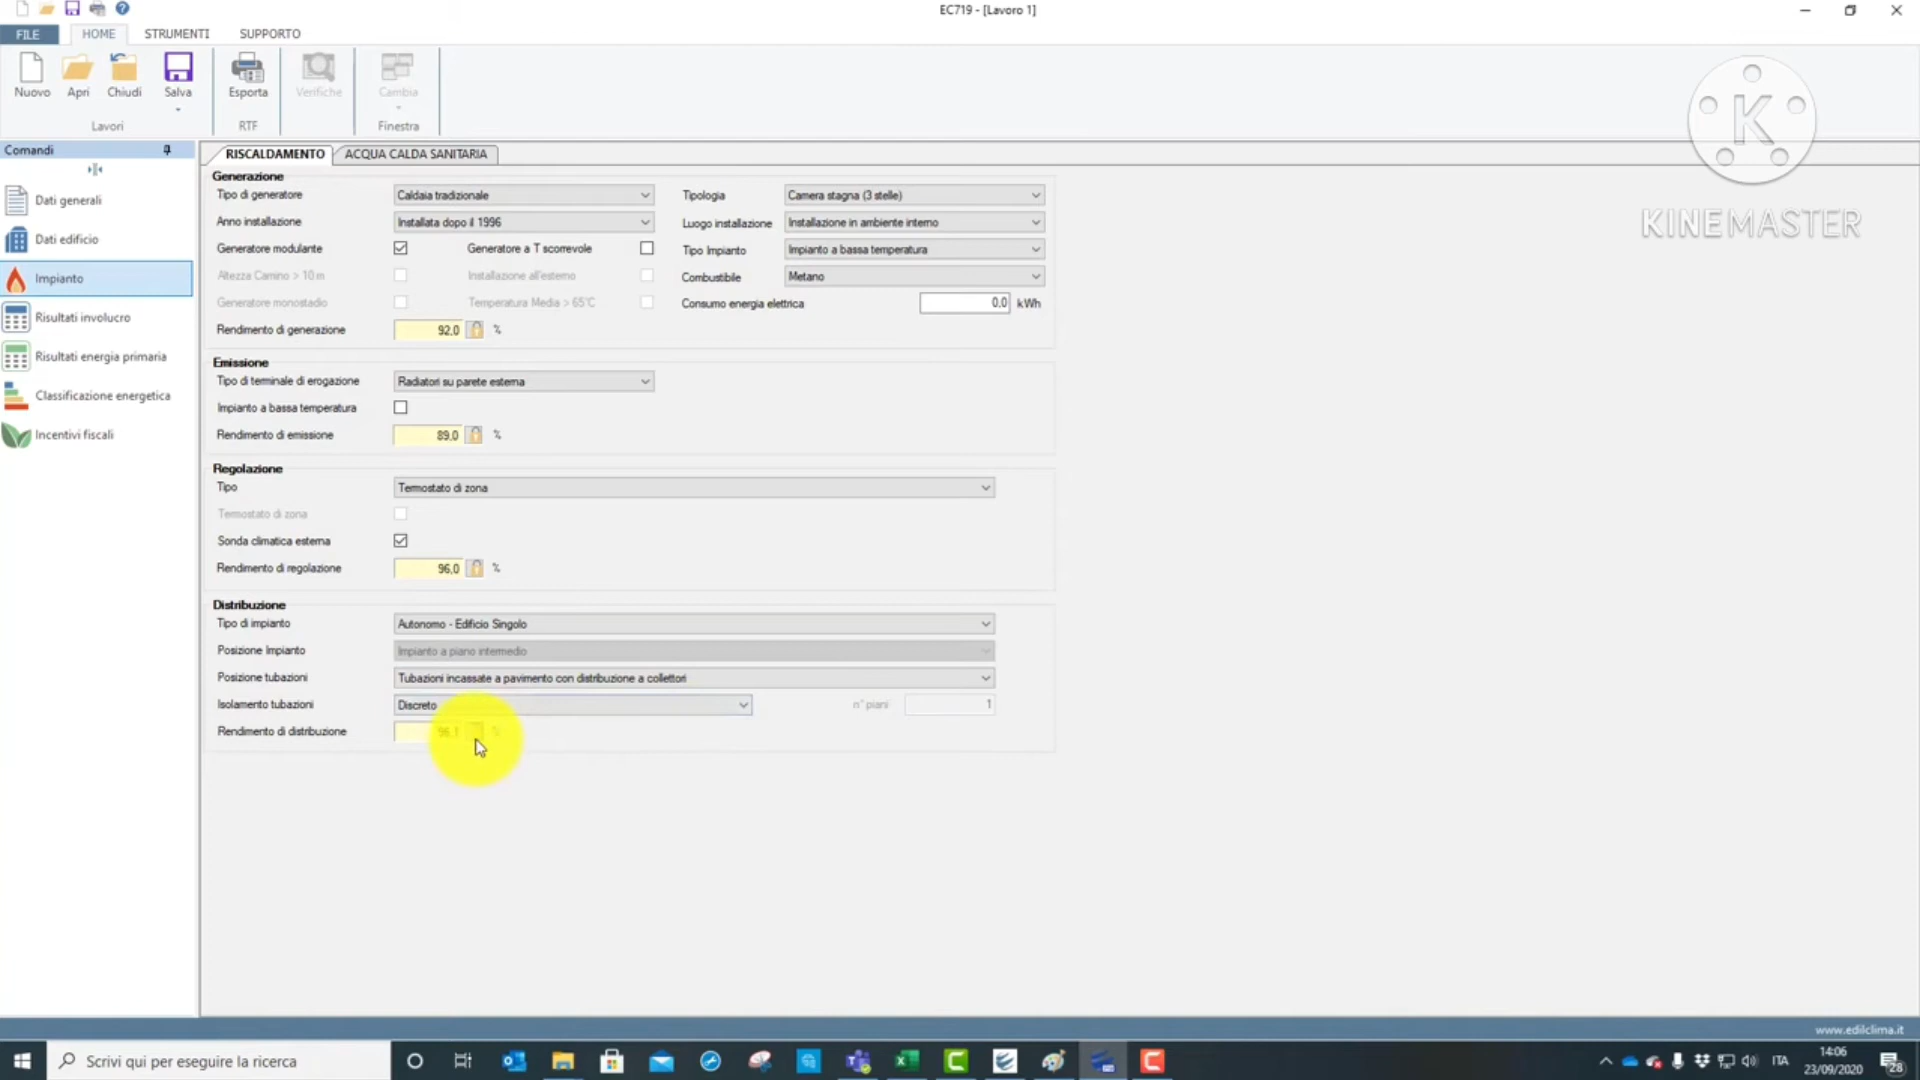 EC719 - [Lavoro 1]
FILE
HOME
STRUMENTI
SUPPORTO
Nuovo
Apri
Chiudi
Salva
Esporta
Verifiche
Cambia
Lavori
RTF
Finestra
K
KINEMASTER
Comandi
Dati generali
Dati edificio
Impianto
Risultati involucro
Risultati energia primaria
Classificazione energetica
Incentivi fiscali
RISCALDAMENTO
ACQUA CALDA SANITARIA
Generazione
Tipo di generatore
Caldaia tradizionale
Tipologia
Camera stagna (3 stelle)
Anno installazione
Installata dopo il 1996
Luogo installazione
Installazione in ambiente interno
Generatore modulante
Generatore a T scorrevole
Tipo Impianto
Impianto a bassa temperatura
Altezza Camino > 10 m
Installazione all'esterno
Combustibile
Metano
Generatore monostadio
Temperatura Media > 65°C
Consumo energia elettrica
0.0 kWh
Rendimento di generazione
92,0 %
Emissione
Tipo di terminale di erogazione
Radiatori su parete esterna
Impianto a bassa temperatura
Rendimento di emissione
89,0 %
Regolazione
Tipo
Termostato di zona
Termostato di zona
Sonda climatica esterna
Rendimento di regolazione
96,0 %
Distribuzione
Tipo di impianto
Autonomo - Edificio Singolo
Posizione Impianto
Impianto a piano intermedio
Posizione tubazioni
Tubazioni incassate a pavimento con distribuzione a collettori
Isolamento tubazioni
Discreto
n° piani
1
Rendimento di distribuzione
96,1 %
www.edilclima.it
Scrivi qui per eseguire la ricerca
ITA
14:06
23/09/2020
28